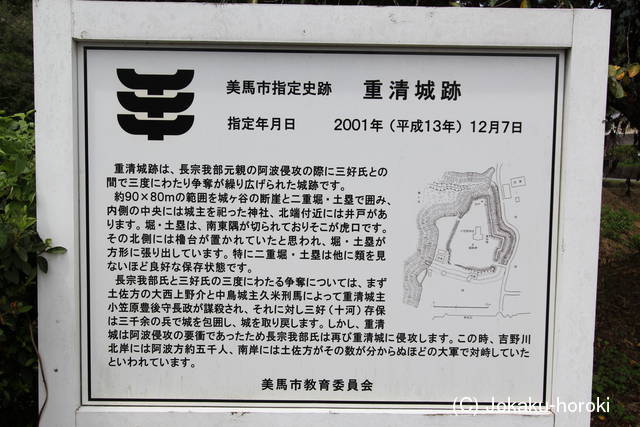 美馬市指定史跡　重清城跡
指定年月日　2001年（平成13年）12月7日
重清城跡は、長宗我部元親の阿波侵攻の際に三好氏との
間で三度にわたり争奪が繰り広げられた城跡です。
約90×80mの範囲を城ヶ谷の断崖と二重堀・土塁で囲み、
内側の中央には城主を祀った神社、北端付近には井戸があ
ります。堀・土塁は、南東隅が切られておりそこが虎口です。
その北側には櫓台が置かれていたと思われ、堀・土塁が
方形に張り出しています。特に二重堀・土塁は他に類を見
ないほど良好な保存状態です。
長宗我部氏と三好氏の三度にわたる争奪については、まず
土佐方の大西上野介と中鳥城主久米刑馬によって重清城主
小笠原豊後守長政が謀殺され、それに対し三好（十河）存保
は三千余の兵で城を包囲し、城を取り戻します。しかし、重清
城は阿波侵攻の要衝であったため長宗我部氏は再び重清城に侵攻します。この時、吉野川
北岸には阿波方約五千人、南岸には土佐方がその数が分からぬほどの大軍で対峙していた
といわれています。
美馬市教育委員会
(C) Jokaku-horoki